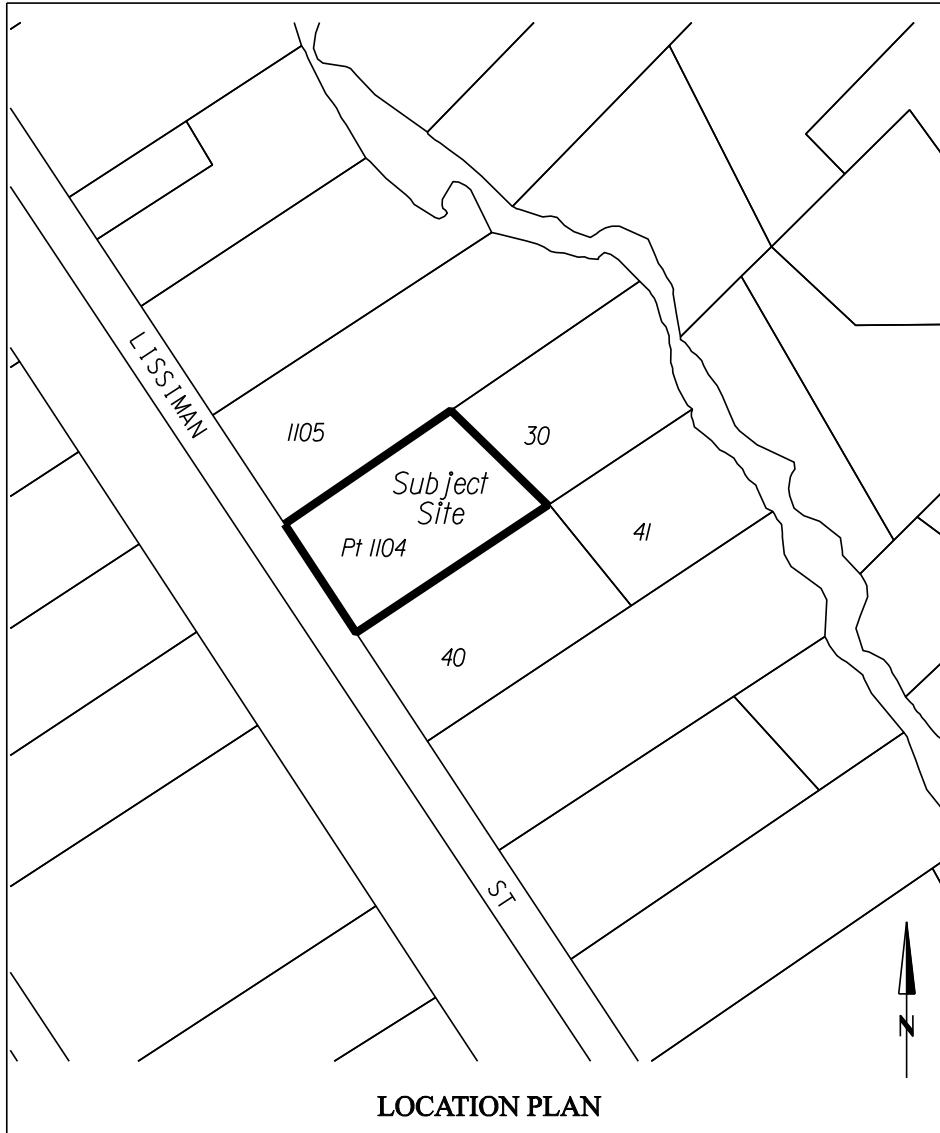 LISSIMAN
1105
30
Subject
Site
Pt 1104
41
40
ST
N
LOCATION PLAN